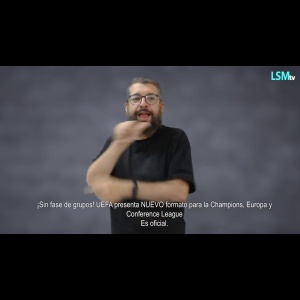 LSMtv
¡Sin fase de grupos! UEFA presenta NUEVO formato para la Champions, Europa y
Conference League
Es oficial.